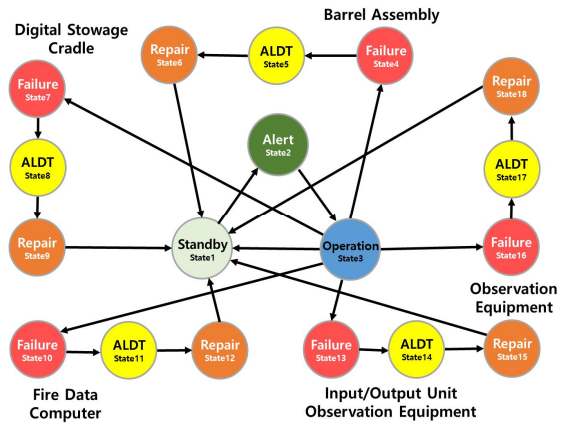 Barrel Assembly
Digital Stowage
Cradle
Repair
State6
ALDT
State5
Failure
State4
Failure
State7
Repair
State18
Alert
State2
ALDT
State8
ALDT
State17
Repair
State9
Standby
State1
Operation
State3
Failure
State16
Observation
Equipment
Failure
State10
ALDT
State11
Repair
State12
Failure
State13
ALDT
State14
Repair
State15
Fire Data
Computer
Input/Output Unit
Observation Equipment